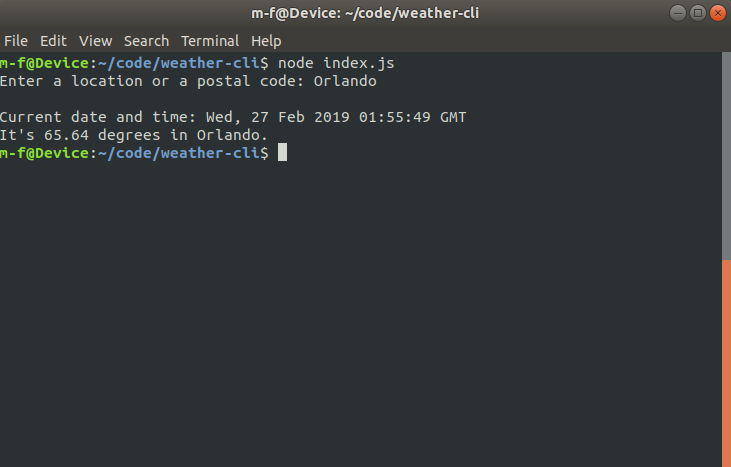 m-f@Device: ~/code/weather-cli
File Edit View Search Terminal Help
m-f@Device:~/code/weather-cli$ node index.js
Enter a location or a postal code: Orlando
Current date and time: Wed, 27 Feb 2019 01:55:49 GMT
It's 65.64 degrees in Orlando.
m-f@Device:~/code/weather-cli$